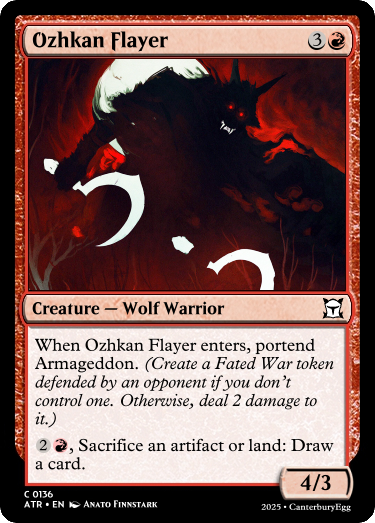 Ozhkan Flayer 3
Creature — Wolf Warrior
When Ozhkan Flayer enters, portend
Armageddon. (Create a Fated War token
defended by an opponent if you don't
control one. Otherwise, deal 2 damage to
it.)
2, Sacrifice an artifact or land: Draw
a card.
4/3
C 0136
ATR • EN Anato Finnstark
2025 • CanterburyEgg